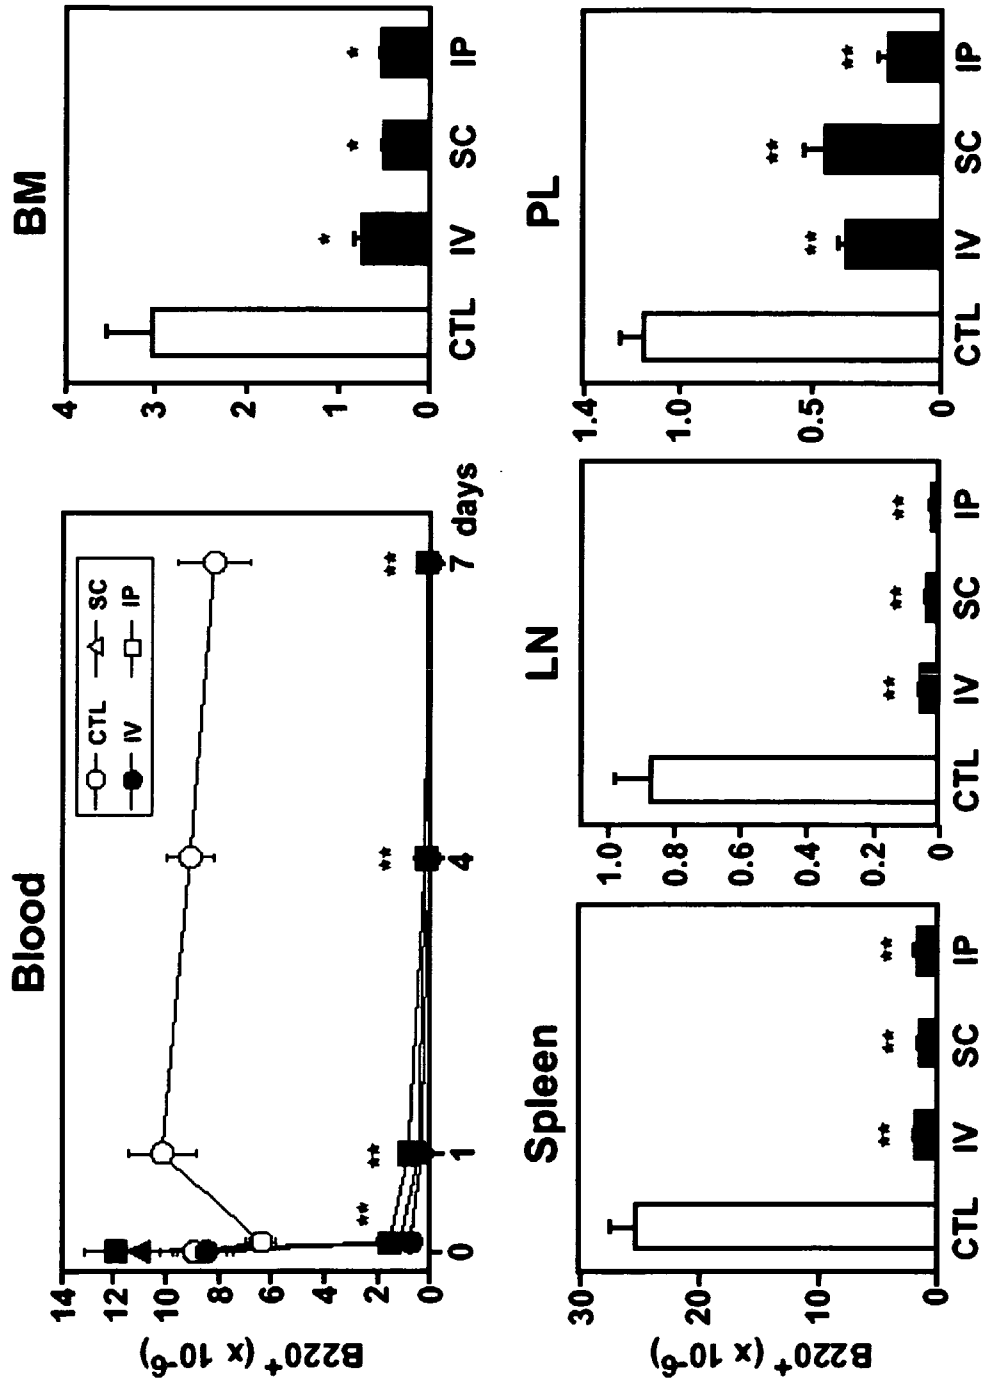 Blood
B220+ (x 10-6)
14
12
10
8
6
4
2
0
0 1 4 7 days
CTL SC
IV IP
** ** ** **
BM
4
3
2
1
0
* * *
CTL IV SC IP
Spleen
B220+ (x 10-6)
30
20
10
0
** ** **
CTL IV SC IP
LN
1.0
0.8
0.6
0.4
0.2
0
** ** **
CTL IV SC IP
PL
1.4
1.0
0.5
0
** ** **
CTL IV SC IP